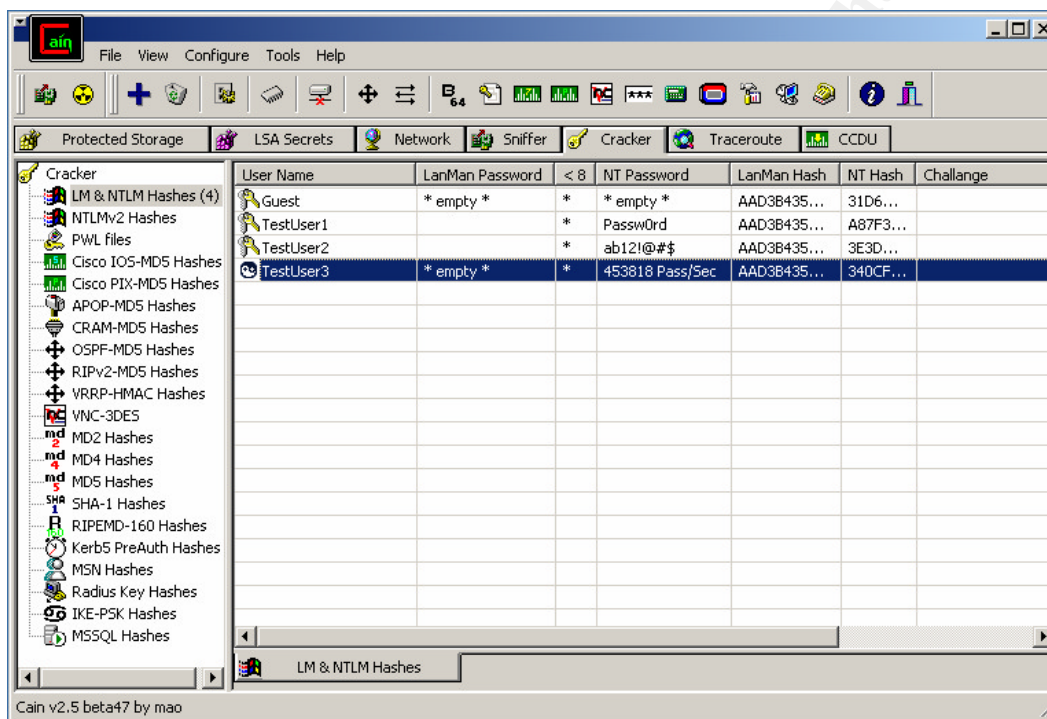 Cain
File View Configure Tools Help
B64
***
Protected Storage LSA Secrets Network Sniffer Cracker Traceroute CCDU
Cracker
LM & NTLM Hashes (4)
NTLMv2 Hashes
PWL files
Cisco IOS-MD5 Hashes
Cisco PIX-MD5 Hashes
APOP-MD5 Hashes
CRAM-MD5 Hashes
OSPF-MD5 Hashes
RIPv2-MD5 Hashes
VRRP-HMAC Hashes
VNC-3DES
md2 MD2 Hashes
md4 MD4 Hashes
md5 MD5 Hashes
SHA1 SHA-1 Hashes
R RIPEMD-160 Hashes
Kerb5 PreAuth Hashes
MSN Hashes
Radius Key Hashes
IKE-PSK Hashes
MSSQL Hashes
User Name LanMan Password < 8 NT Password LanMan Hash NT Hash Challange
Guest * empty * * * empty * AAD3B435... 31D6...
TestUser1 * Passw0rd AAD3B435... A87F3...
TestUser2 * ab12!@#$ AAD3B435... 3E3D...
TestUser3 * empty * * 453818 Pass/Sec AAD3B435... 340CF...
LM & NTLM Hashes
Cain v2.5 beta47 by mao